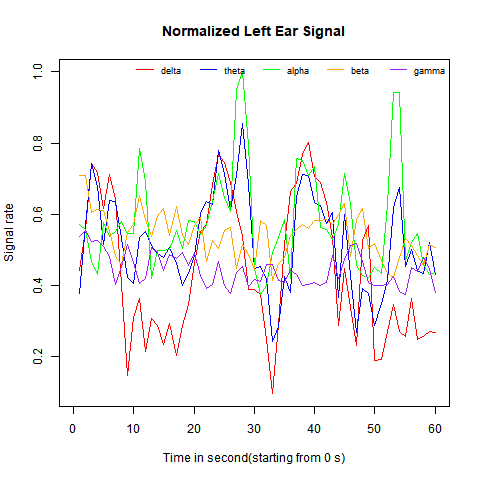 Normalized Left Ear Signal
delta theta alpha beta gamma
Signal rate
1.0
0.8
0.6
0.4
0.2
0 10 20 30 40 50 60
Time in second(starting from 0 s)